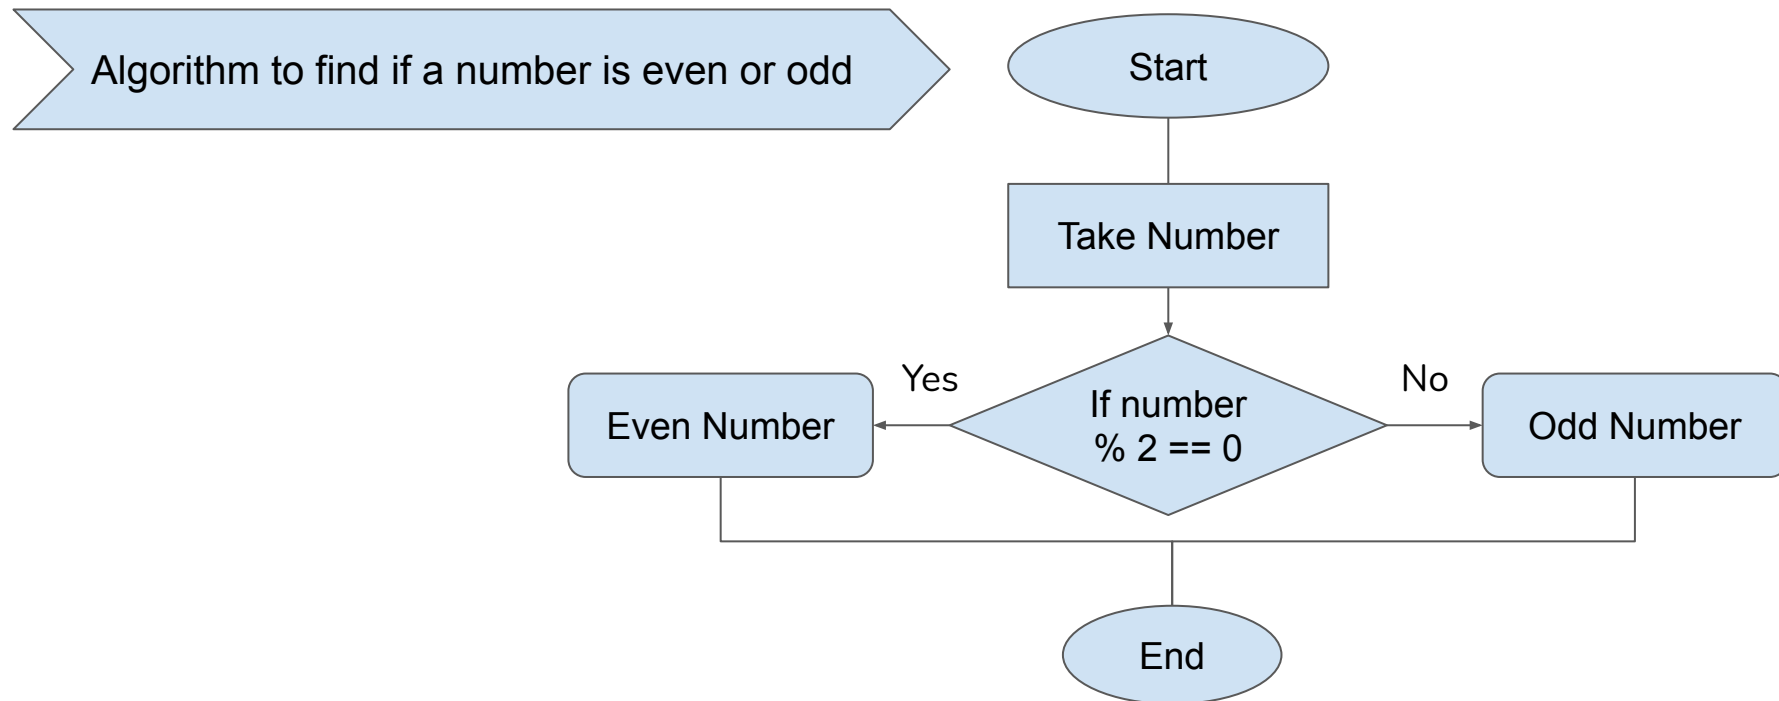 Algorithm to find if a number is even or odd
Start
Take Number
Yes
No
Even Number
If number
% 2 == 0
Odd Number
End